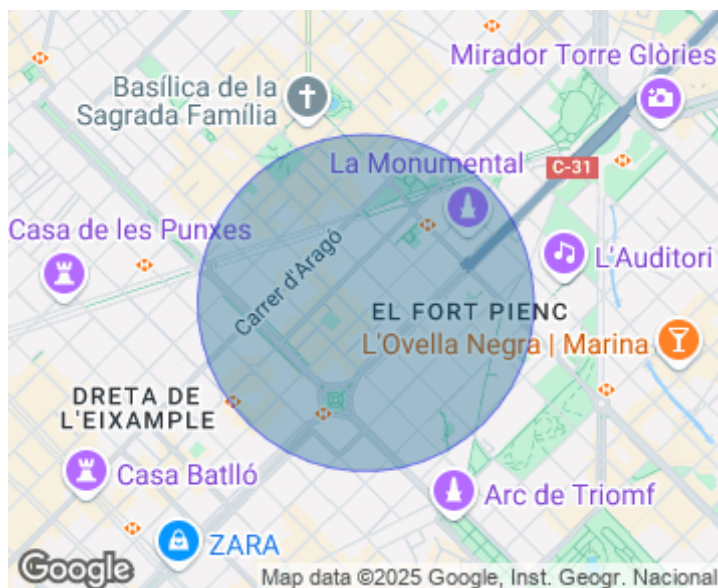 Mirador Torre Glòries
Basílica de la
Sagrada Família
La Monumental
C-31
Casa de les Punxes
Carrer d'Aragó
L'Auditori
EL FORT PIENC
L'Ovella Negra | Marina
DRETA DE
L'EIXAMPLE
Casa Batlló
Arc de Triomf
ZARA
Google
Map data ©2025 Google, Inst. Geogr. Nacional